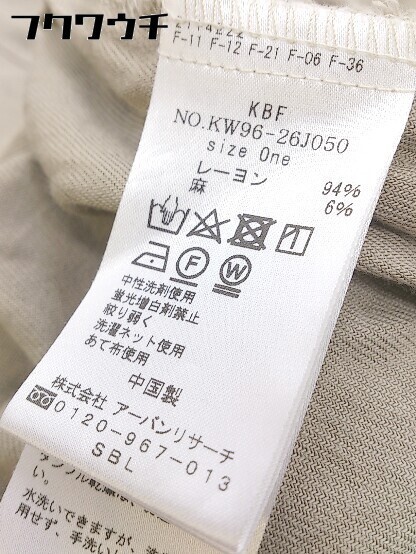 フクワウチ
F-11 F-12 F-21 F-06 F-36
KBF
NO.KW96-26J050
size One
レーヨン 94%
麻 6%
F W
中性洗剤使用
蛍光増白剤禁止
絞り弱く
洗濯ネット使用
あて布使用
中国製
株式会社 アーバンリサーチ
0120-967-013
SBL
い。
水洗いできますが、洗
用せず、手洗いし